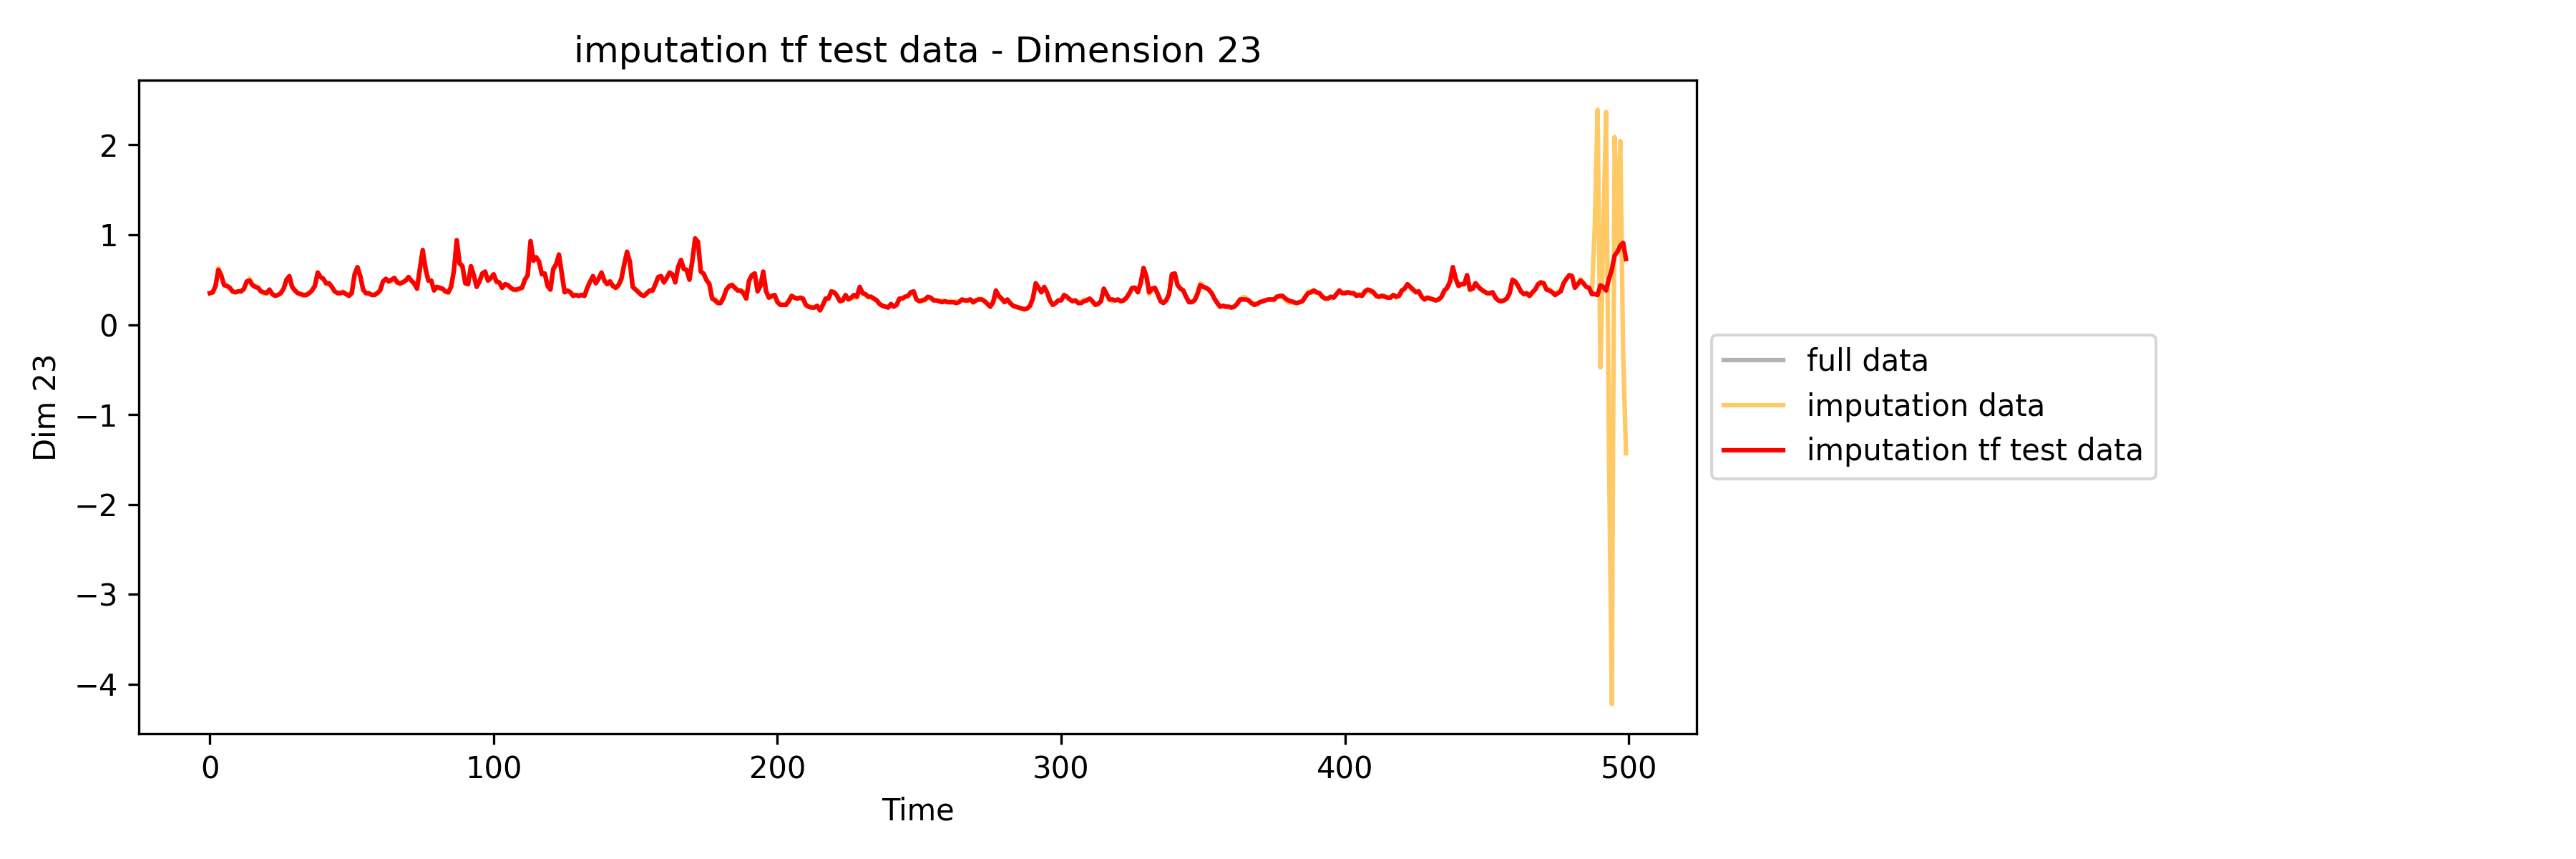 imputation tf test data - Dimension 23
2
1
0
−1
−2
−3
−4
Dim 23
0 100 200 300 400 500
Time
full data
imputation data
imputation tf test data